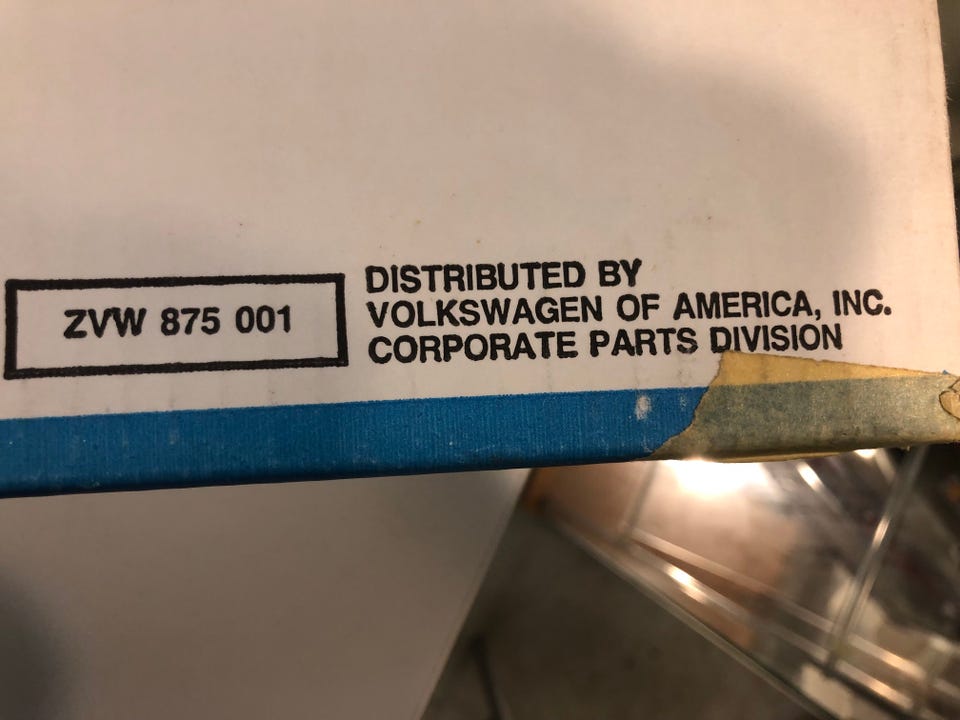 ZVW 875 001
DISTRIBUTED BY
VOLKSWAGEN OF AMERICA, INC.
CORPORATE PARTS DIVISION